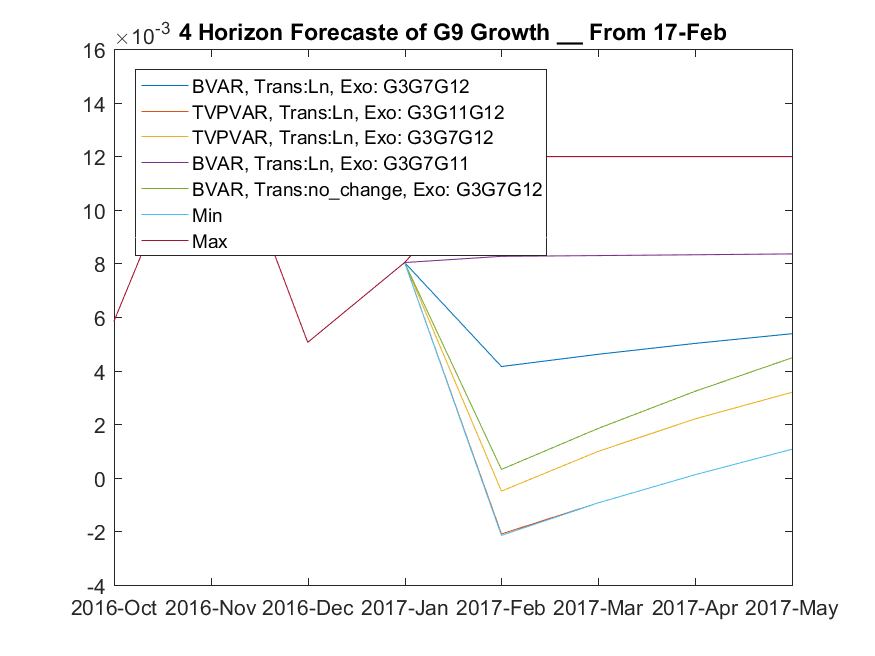 ×10-3 4 Horizon Forecaste of G9 Growth __ From 17-Feb
16
14
12
10
8
6
4
2
0
-2
-4
BVAR, Trans:Ln, Exo: G3G7G12
TVPVAR, Trans:Ln, Exo: G3G11G12
TVPVAR, Trans:Ln, Exo: G3G7G12
BVAR, Trans:Ln, Exo: G3G7G11
BVAR, Trans:no_change, Exo: G3G7G12
Min
Max
2016-Oct 2016-Nov 2016-Dec 2017-Jan 2017-Feb 2017-Mar 2017-Apr 2017-May